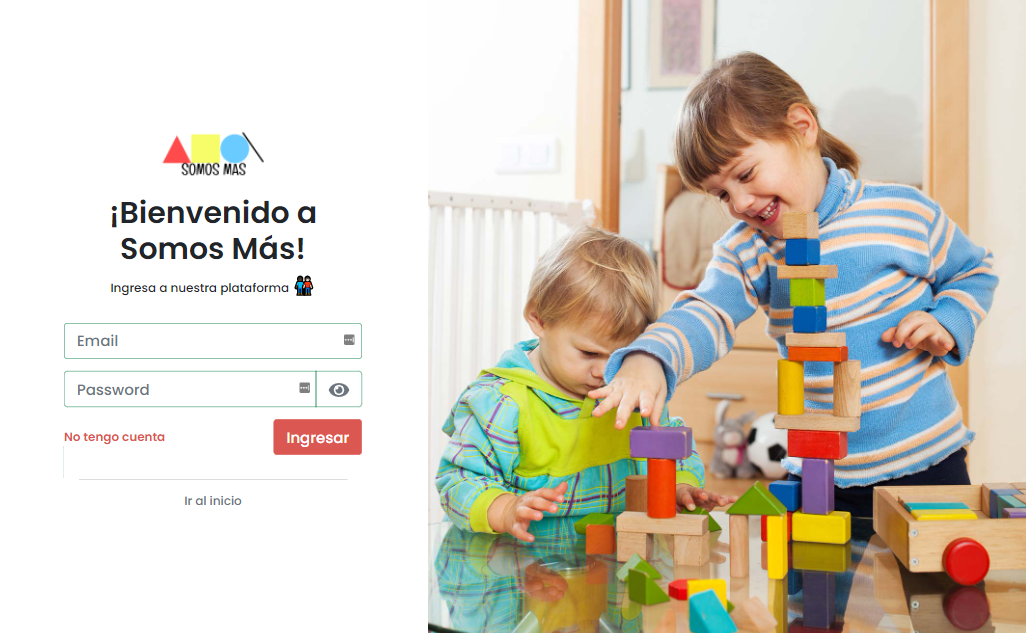 SOMOS MAS
¡Bienvenido a
Somos Más!
Ingresa a nuestra plataforma
Email
Password
No tengo cuenta
Ingresar
Ir al inicio